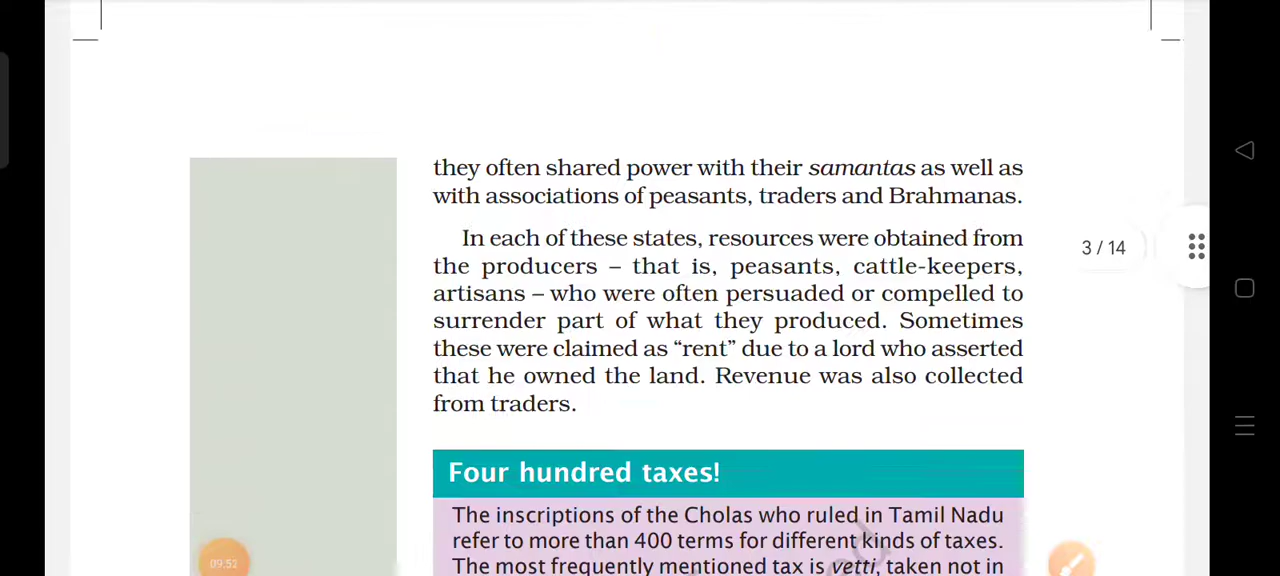 they often shared power with their samantas as well as
with associations of peasants, traders and Brahmanas.
In each of these states, resources were obtained from
the producers – that is, peasants, cattle-keepers,
artisans – who were often persuaded or compelled to
surrender part of what they produced. Sometimes
these were claimed as “rent” due to a lord who asserted
that he owned the land. Revenue was also collected
from traders.
3 / 14
Four hundred taxes!
The inscriptions of the Cholas who ruled in Tamil Nadu
refer to more than 400 terms for different kinds of taxes.
The most frequently mentioned tax is vetti, taken not in
09:52